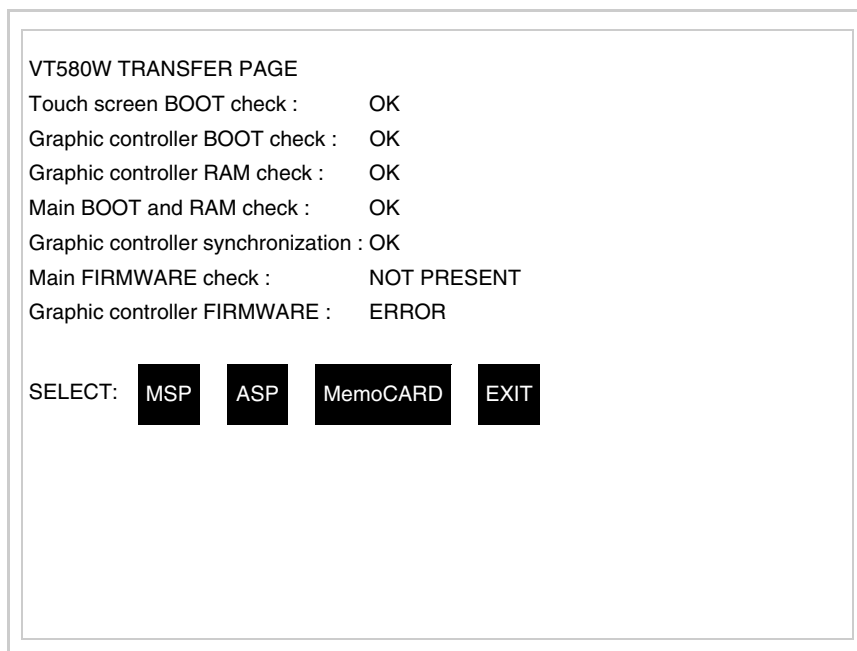 VT580W TRANSFER PAGE
Touch screen BOOT check : OK
Graphic controller BOOT check : OK
Graphic controller RAM check : OK
Main BOOT and RAM check : OK
Graphic controller synchronization : OK
Main FIRMWARE check : NOT PRESENT
Graphic controller FIRMWARE : ERROR
SELECT: MSP ASP MemoCARD EXIT